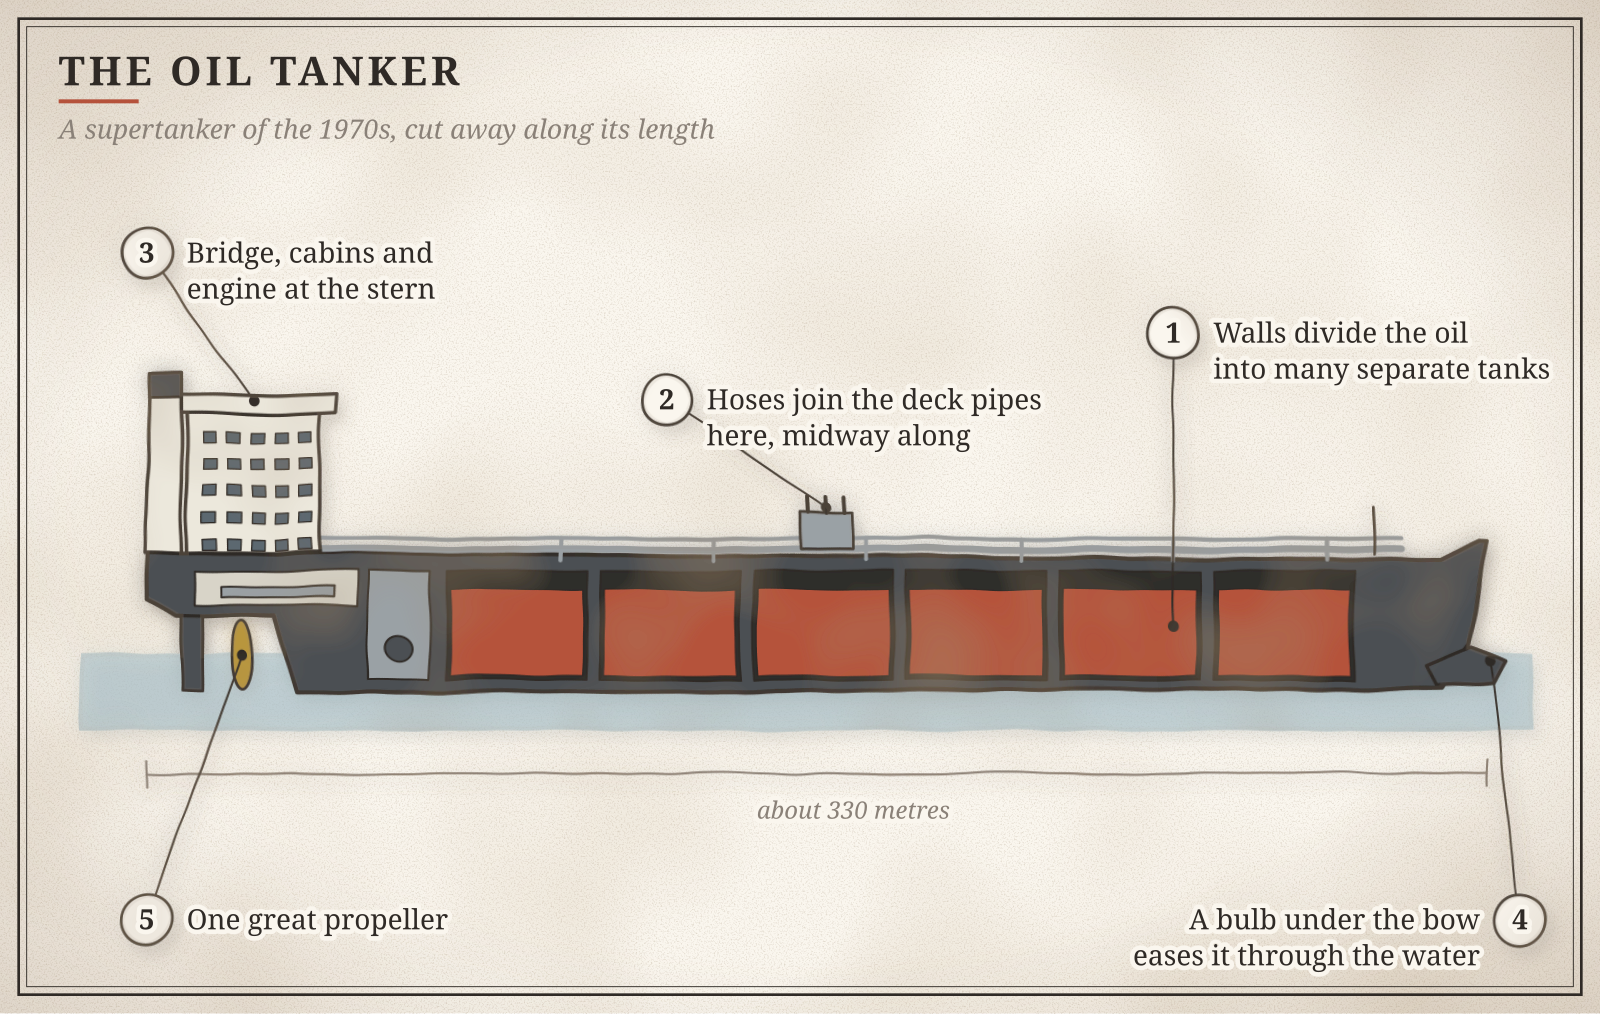 THE OIL TANKER
A supertanker of the 1970s, cut away along its length
3 Bridge, cabins and
engine at the stern
1 Walls divide the oil
into many separate tanks
2 Hoses join the deck pipes
here, midway along
about 330 metres
5 One great propeller
A bulb under the bow 4
eases it through the water